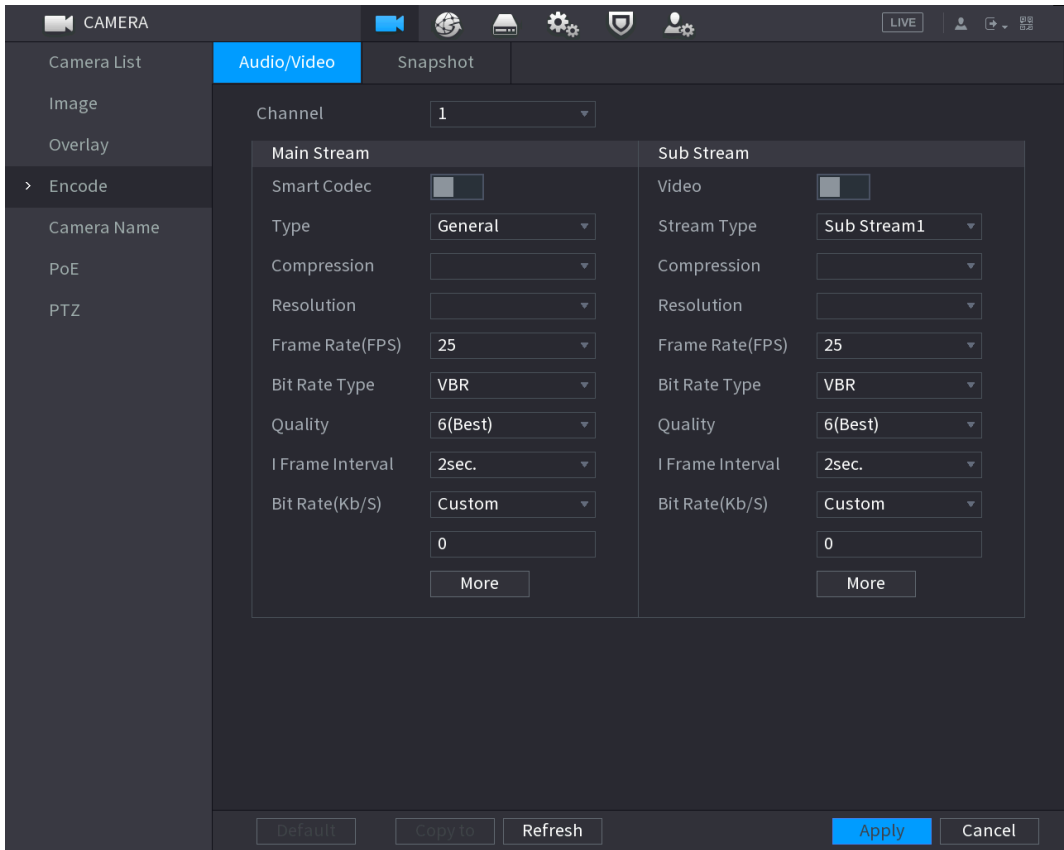 CAMERA
LIVE
Camera List
Image
Overlay
Encode
Camera Name
PoE
PTZ
Audio/Video Snapshot
Channel 1
Main Stream Sub Stream
Smart Codec Video
Type General Stream Type Sub Stream1
Compression Compression
Resolution Resolution
Frame Rate(FPS) 25 Frame Rate(FPS) 25
Bit Rate Type VBR Bit Rate Type VBR
Quality 6(Best) Quality 6(Best)
I Frame Interval 2sec. I Frame Interval 2sec.
Bit Rate(Kb/S) Custom Bit Rate(Kb/S) Custom
0 0
More More
Default Copy to Refresh Apply Cancel